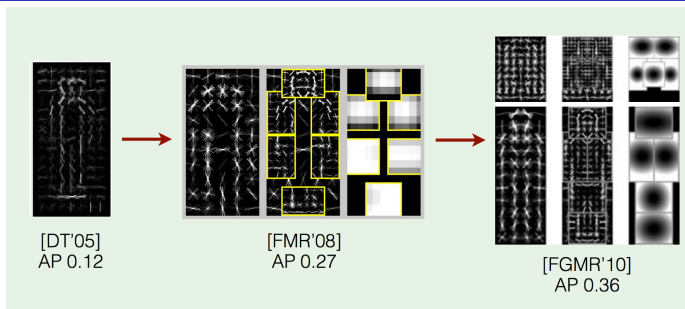 [DT'05]
AP 0.12
[FMR'08]
AP 0.27
[FGMR'10]
AP 0.36